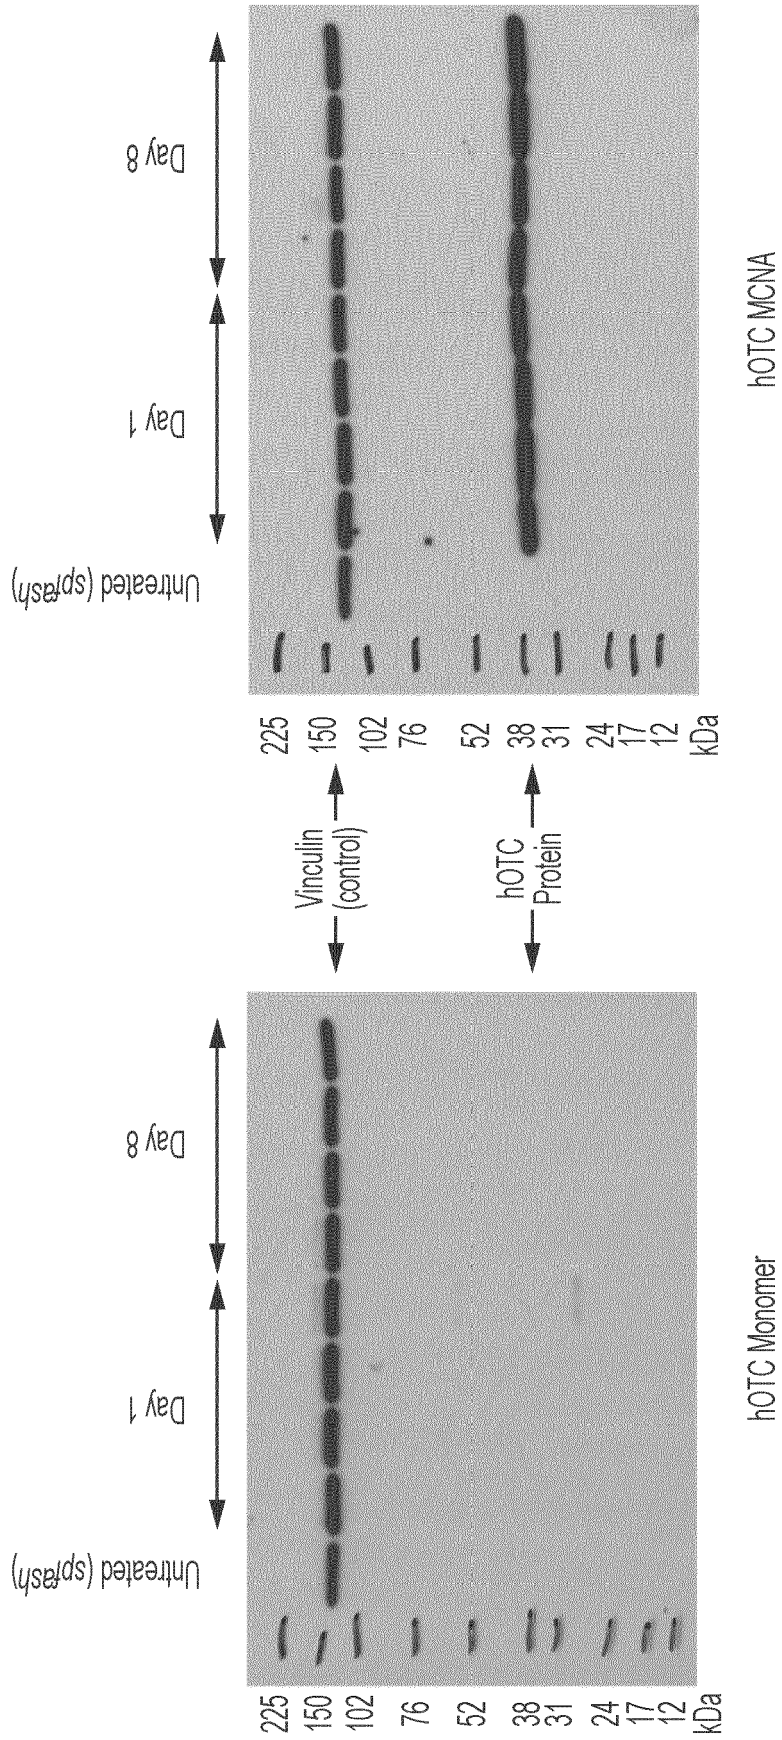 Untreated (spfash)
Day 1
Day 8
225
150
102
76
52
38
31
24
17
12
kDa
hOTC Monomer
Vinculin
(control)
hOTC
Protein
Untreated (spfash)
Day 1
Day 8
225
150
102
76
52
38
31
24
17
12
kDa
hOTC MCNA